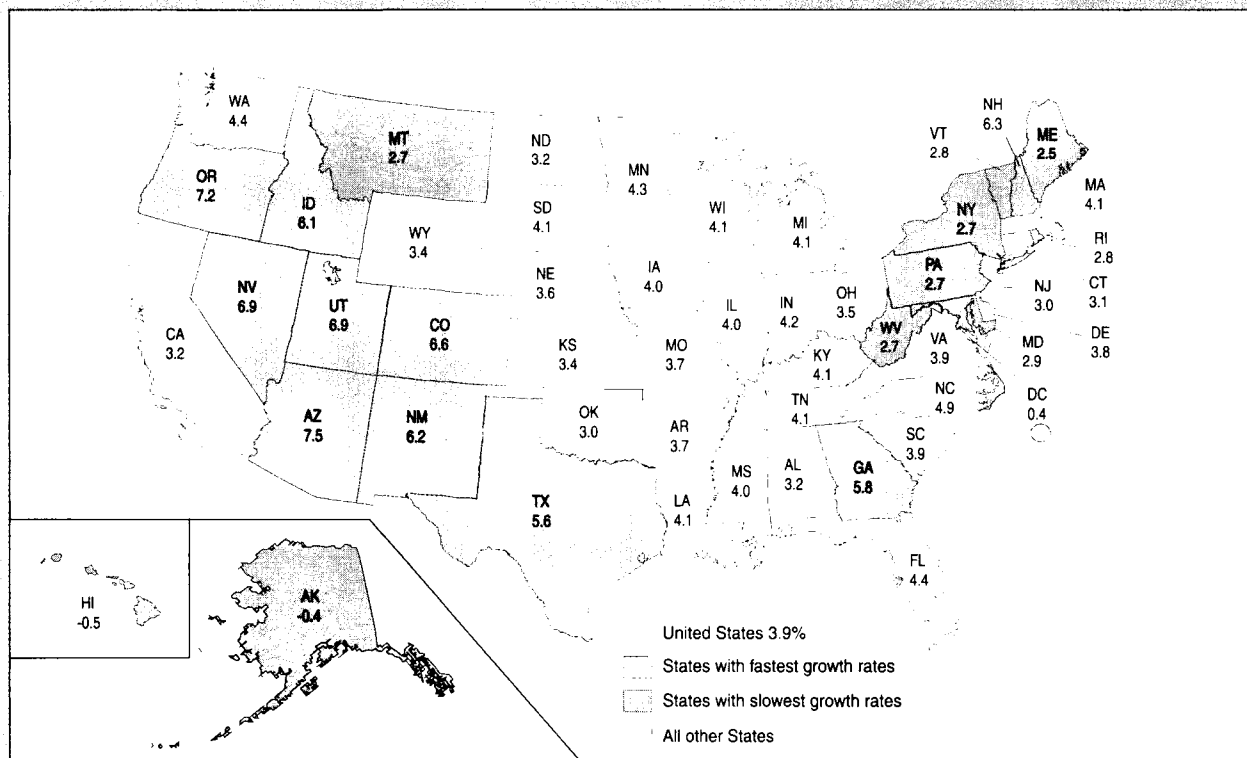 WA
4.4
MT
2.7
ND
3.2
MN
4.3
VT
2.8
NH
6.3
ME
2.5
OR
7.2
ID
6.1
WY
3.4
SD
4.1
WI
4.1
MI
4.1
NY
2.7
MA
4.1
RI
2.8
NV
6.9
UT
6.9
CO
6.6
NE
3.6
IA
4.0
IL
4.0
IN
4.2
OH
3.5
PA
2.7
NJ
3.0
CT
3.1
CA
3.2
KS
3.4
MO
3.7
KY
4.1
WV
2.7
VA
3.9
MD
2.9
DE
3.8
AZ
7.5
NM
6.2
OK
3.0
AR
3.7
TN
4.1
NC
4.9
DC
0.4
SC
3.9
TX
5.6
LA
4.1
MS
4.0
AL
3.2
GA
5.8
FL
4.4
HI
-0.5
AK
-0.4
United States 3.9%
States with fastest growth rates
States with slowest growth rates
All other States